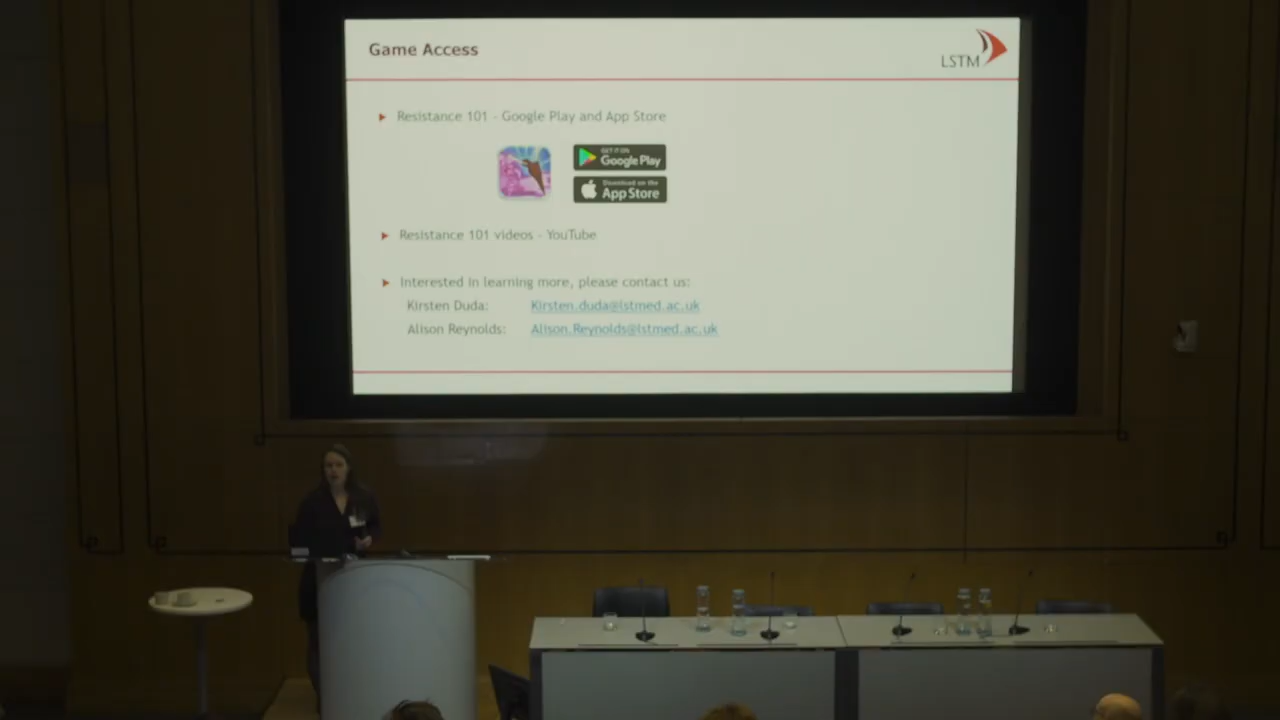 Game Access
LSTM
Resistance 101 - Google Play and App Store
GET IT ON
Google Play
Download on the
App Store
Resistance 101 videos - YouTube
Interested in learning more, please contact us:
Kirsten Duda: Kirsten.duda@lstmed.ac.uk
Alison Reynolds: Alison.Reynolds@lstmed.ac.uk